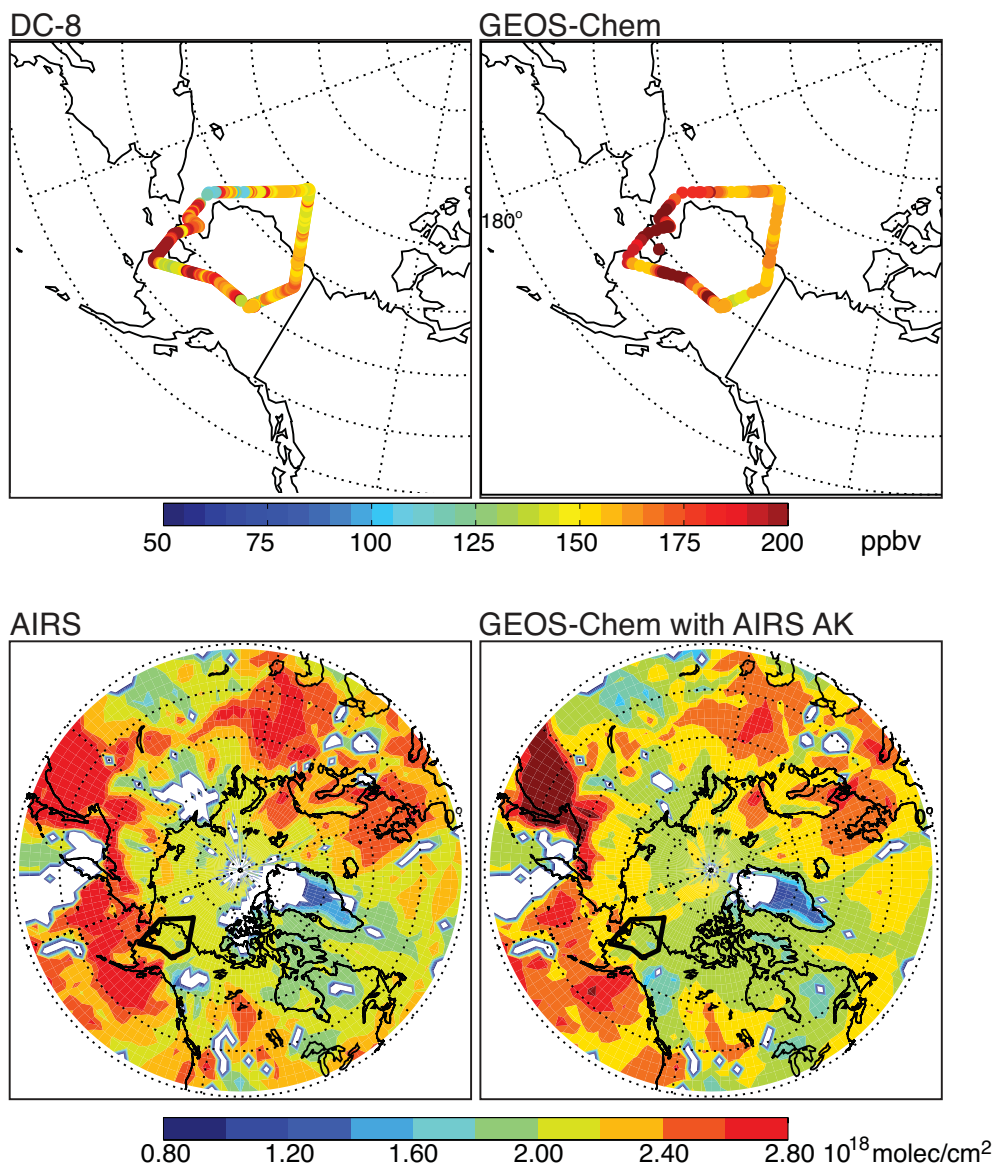 DC-8 GEOS-Chem
180°
50 75 100 125 150 175 200 ppbv
AIRS GEOS-Chem with AIRS AK
0°
0.80 1.20 1.60 2.00 2.40 2.80 10¹⁸molec/cm²